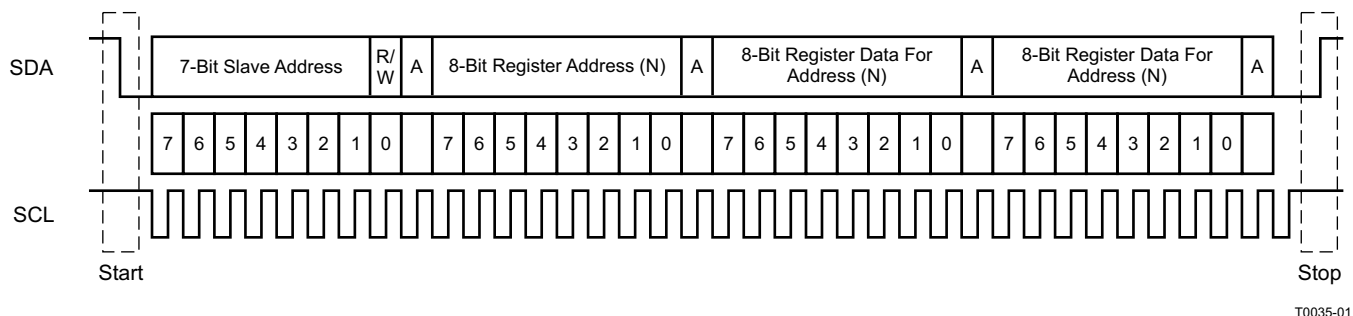 SDA
7-Bit Slave Address
R/
W
A
8-Bit Register Address (N)
A
8-Bit Register Data For
Address (N)
A
8-Bit Register Data For
Address (N)
A
7 6 5 4 3 2 1 0 7 6 5 4 3 2 1 0 7 6 5 4 3 2 1 0 7 6 5 4 3 2 1 0
SCL
Start
Stop
T0035-01